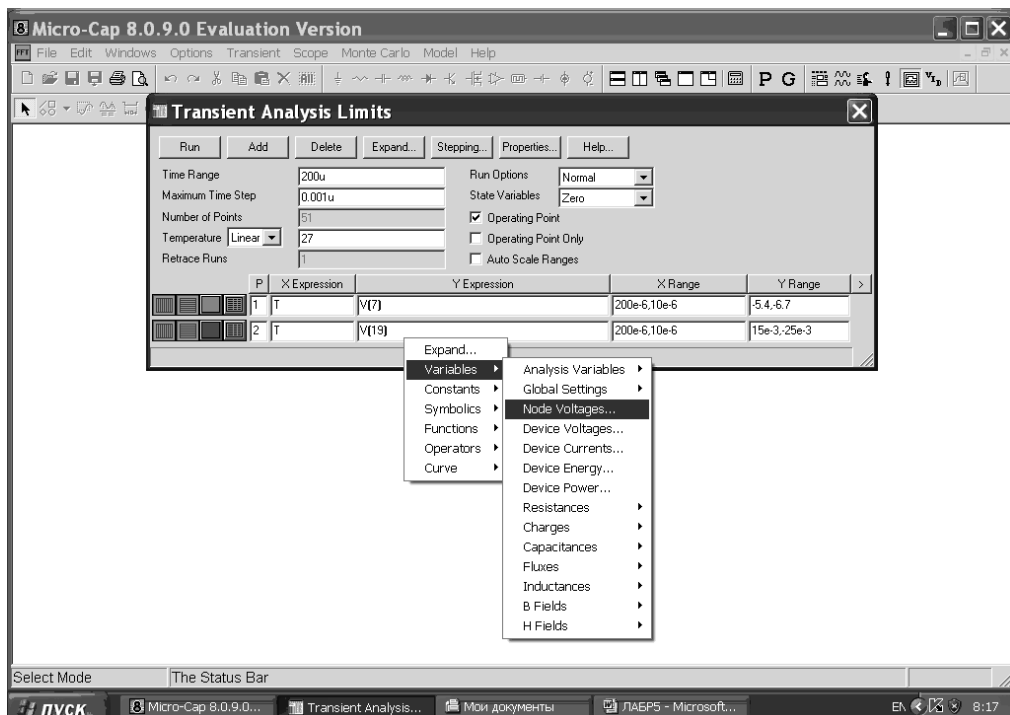 Micro-Cap 8.0.9.0 Evaluation Version
File Edit Windows Options Transient Scope Monte Carlo Model Help
P G
Transient Analysis Limits
Run Add Delete Expand... Stepping... Properties... Help...
Time Range 200u Run Options Normal
Maximum Time Step 0.001u State Variables Zero
Number of Points 51 Operating Point
Temperature Linear 27 Operating Point Only
Retrace Runs 1 Auto Scale Ranges
P X Expression Y Expression X Range Y Range >
1 T V(7) 200e-6,10e-6 -5.4,-6.7
2 T V(19) 200e-6,10e-6 15e-3,-25e-3
Expand...
Variables
Constants
Symbolics
Functions
Operators
Curve
Analysis Variables
Global Settings
Node Voltages...
Device Voltages...
Device Currents...
Device Energy...
Device Power...
Resistances
Charges
Capacitances
Fluxes
Inductances
B Fields
H Fields
Select Mode The Status Bar
пуск Micro-Cap 8.0.9.0... Transient Analysis... Мои документы ЛАБР5 - Microsoft... EN 8:17